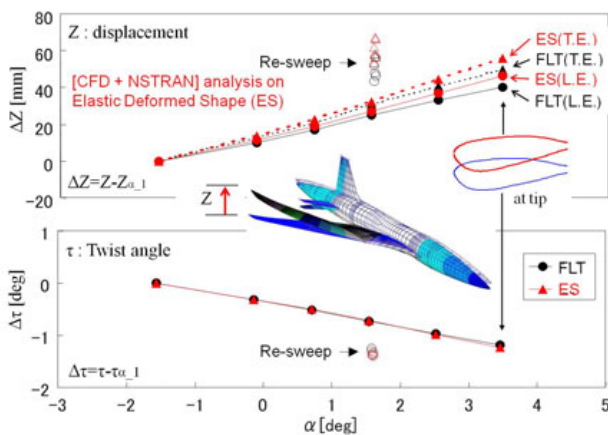 80
60
40
20
0
-20
ΔZ [mm]
Z : displacement
[CFD + NSTRAN] analysis on
Elastic Deformed Shape (ES)
Re-sweep
ES(T.E.)
FLT(T.E.)
ES(L.E.)
FLT(L.E.)
ΔZ=Z-Zα_1
Z
at tip
1
0
-1
-2
Δτ [deg]
τ : Twist angle
FLT
ES
Re-sweep
Δτ=τ-τα_1
-3 -2 -1 0 1 2 3 4 5
α [deg]